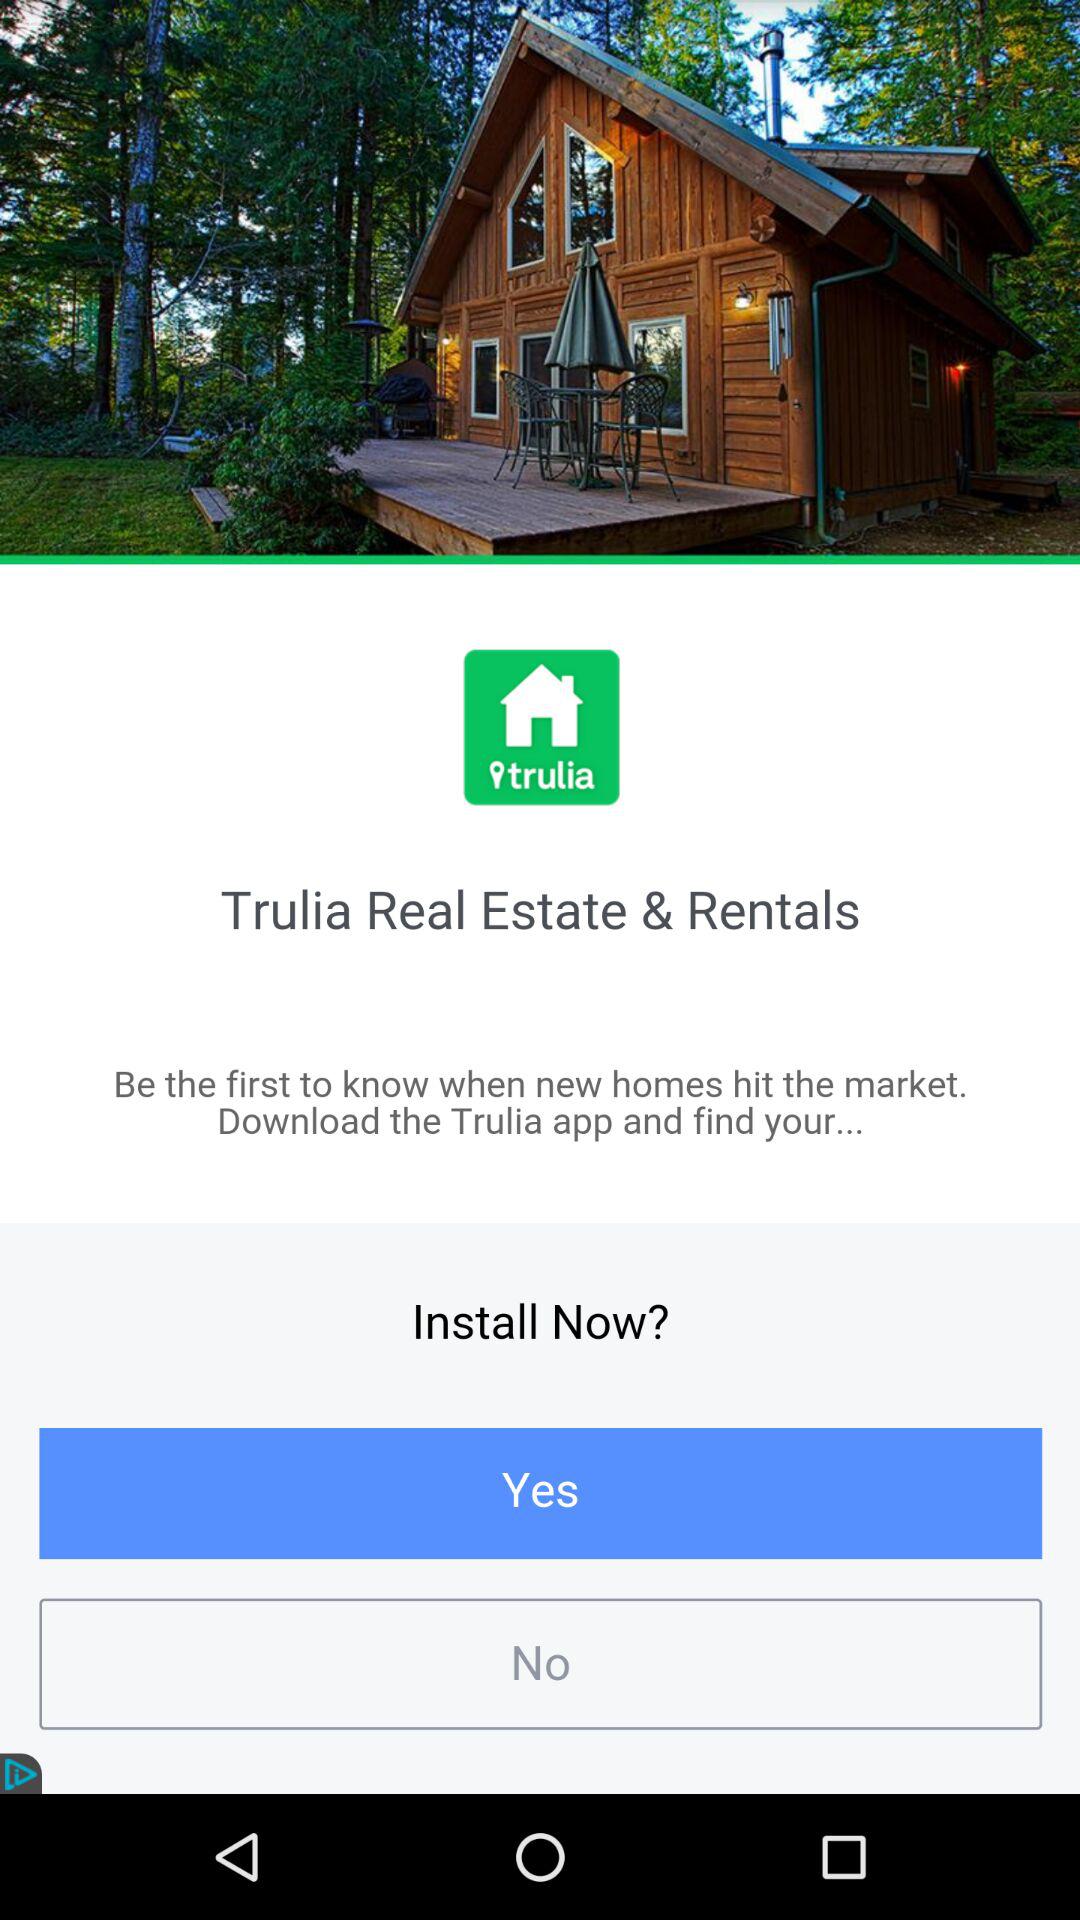 trulia
Trulia Real Estate & Rentals
Be the first to know when new homes hit the market.
Download the Trulia app and find your...
Install Now?
Yes
No